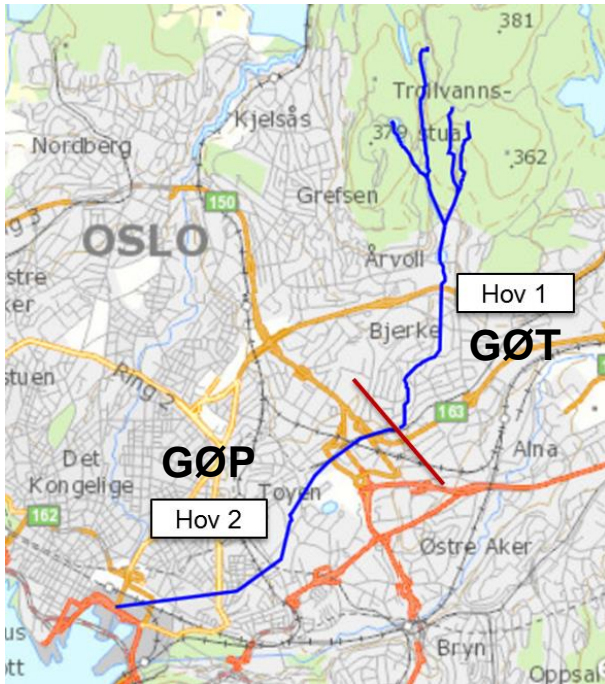 381
Trollvanns-
stua
379
362
Kjelsås
Nordberg
Grefsen
150
OSLO
Årvoll
Hov 1
Bjerke
GØT
Ring 2
163
GØP
Alna
Det
Kongelige
Tøyen
Hov 2
162
Østre Aker
Bryn
Oppsal